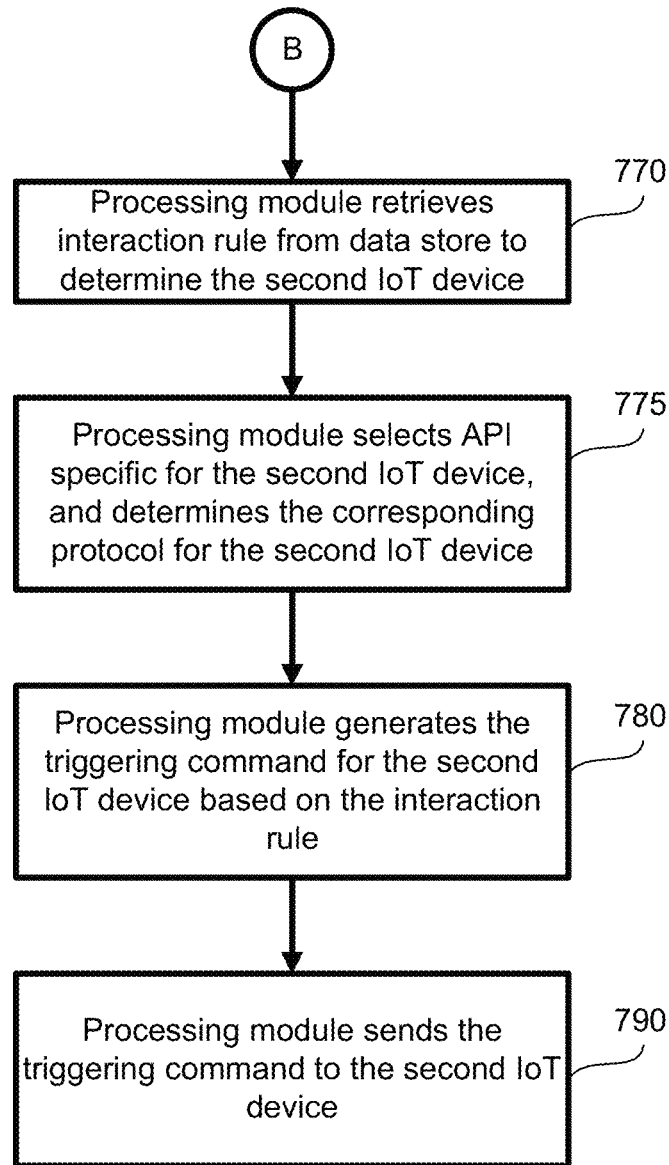 B
770
Processing module retrieves
interaction rule from data store to
determine the second IoT device
775
Processing module selects API
specific for the second IoT device,
and determines the corresponding
protocol for the second IoT device
780
Processing module generates the
triggering command for the second
IoT device based on the interaction
rule
790
Processing module sends the
triggering command to the second IoT
device